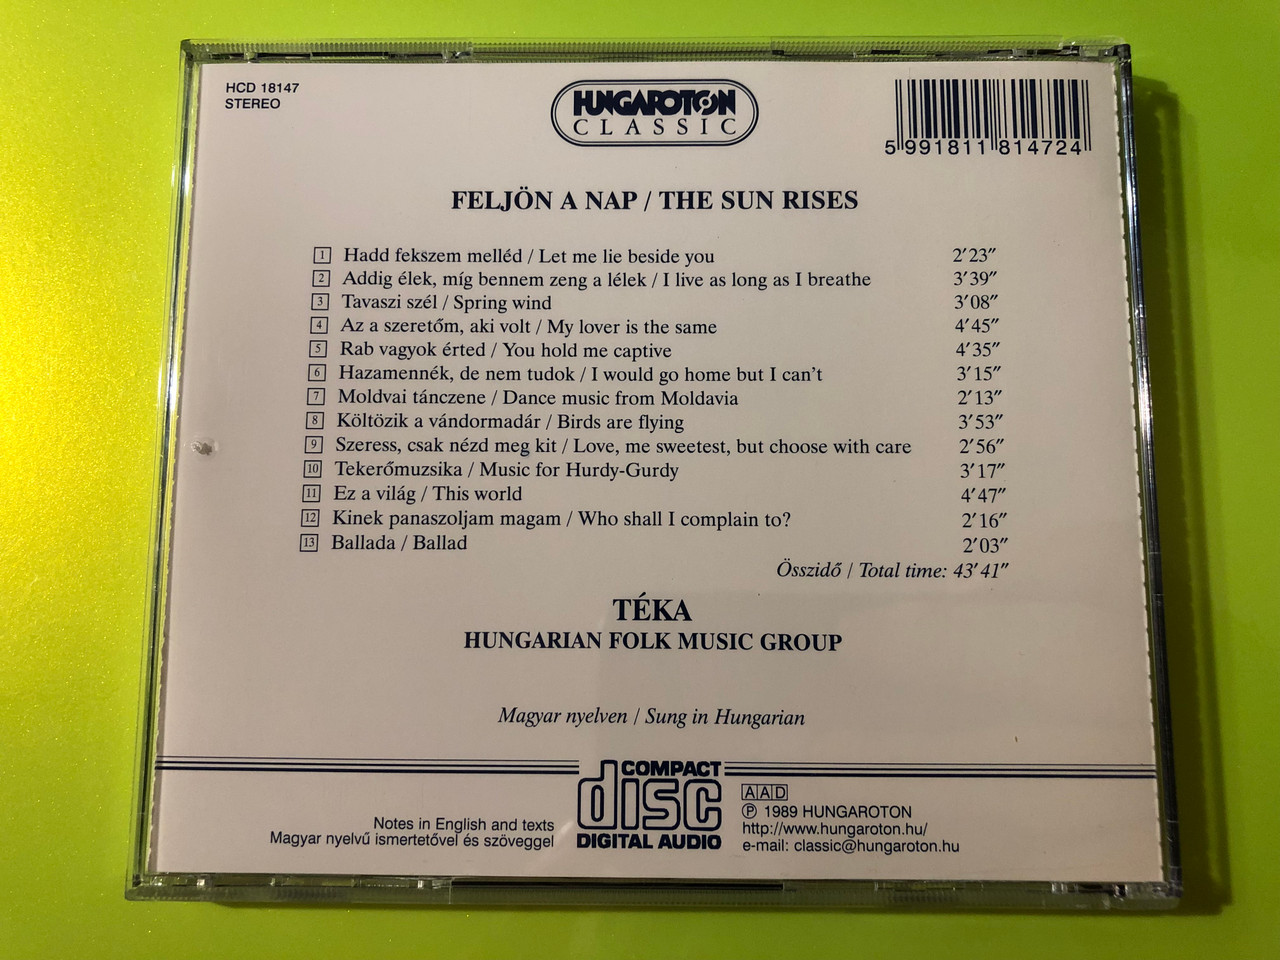 HCD 18147
STEREO
HUNGAROTON
CLASSIC
5 991811 814724
FELJÖN A NAP / THE SUN RISES
1 Hadd fekszem melléd / Let me lie beside you 2′23″
2 Addig élek, míg bennem zeng a lélek / I live as long as I breathe 3′39″
3 Tavaszi szél / Spring wind 3′08″
4 Az a szeretőm, aki volt / My lover is the same 4′45″
5 Rab vagyok érted / You hold me captive 4′35″
6 Hazamennék, de nem tudok / I would go home but I can't 3′15″
7 Moldvai tánczene / Dance music from Moldavia 2′13″
8 Költözik a vándormadár / Birds are flying 3′53″
9 Szeress, csak nézd meg kit / Love, me sweetest, but choose with care 2′56″
10 Tekerőmuzsika / Music for Hurdy-Gurdy 3′17″
11 Ez a világ / This world 4′47″
12 Kinek panaszoljam magam / Who shall I complain to? 2′16″
13 Ballada / Ballad 2′03″
Összidő / Total time: 43′41″
TÉKA
HUNGARIAN FOLK MUSIC GROUP
Magyar nyelven / Sung in Hungarian
Notes in English and texts
Magyar nyelvű ismertetővel és szöveggel
COMPACT
disc
DIGITAL AUDIO
AAD
Ⓟ 1989 HUNGAROTON
http://www.hungaroton.hu/
e-mail: classic@hungaroton.hu